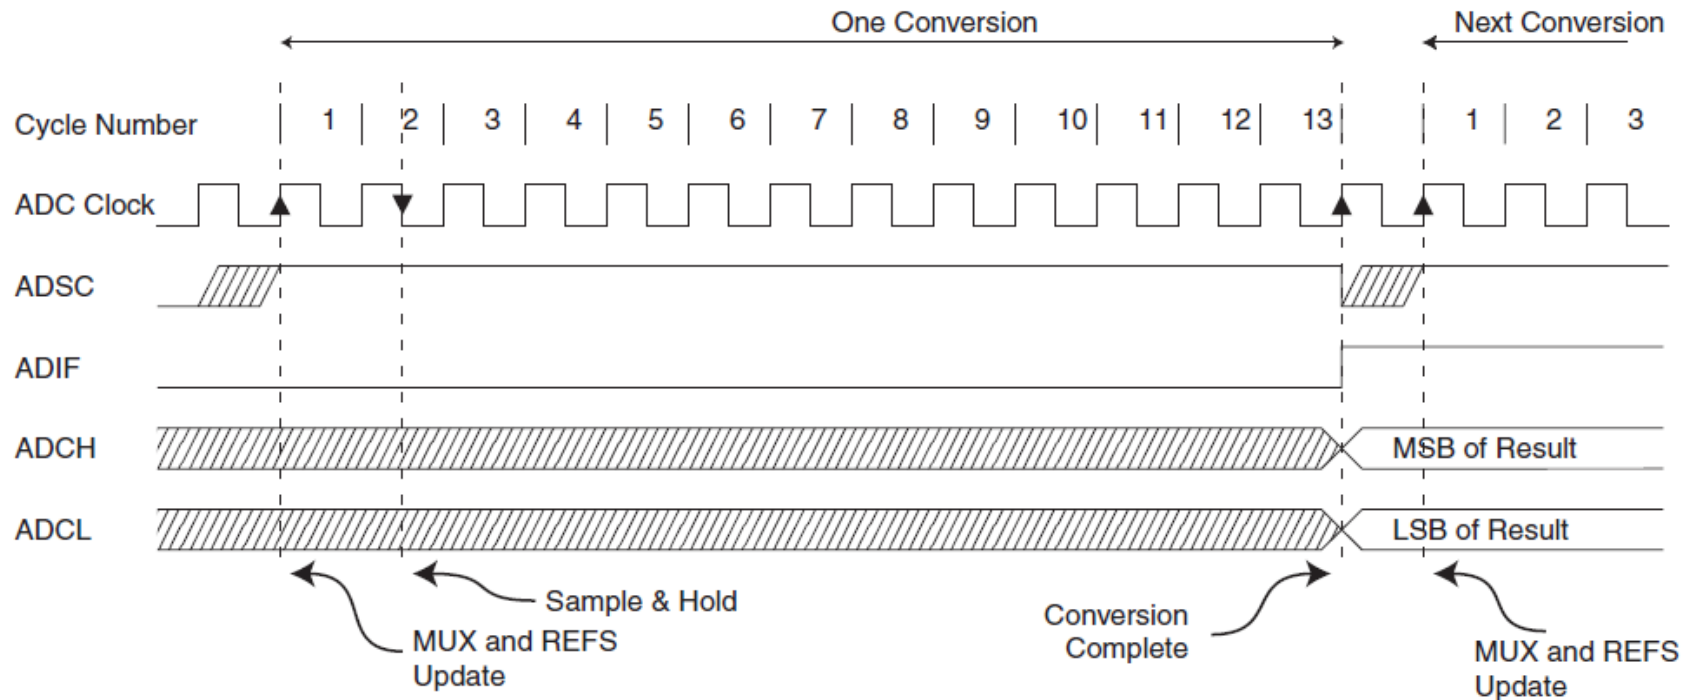 One Conversion
Next Conversion
Cycle Number 1 2 3 4 5 6 7 8 9 10 11 12 13 1 2 3
ADC Clock
ADSC
ADIF
ADCH
MSB of Result
ADCL
LSB of Result
Sample & Hold
MUX and REFS
Update
Conversion
Complete
MUX and REFS
Update